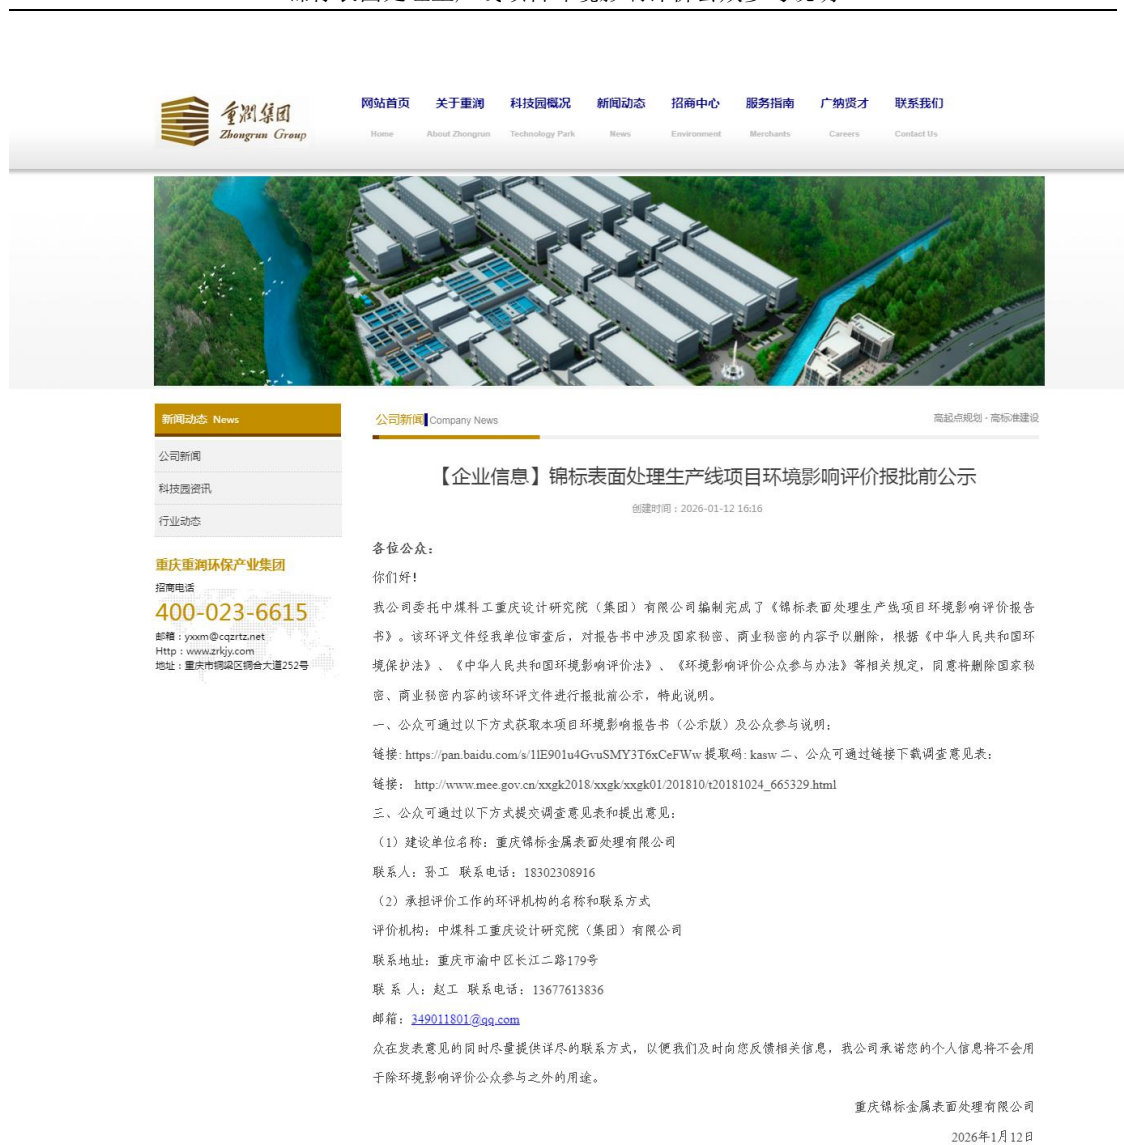 重润集团
Zhongrun Group
网站首页 关于重润 科技园概况 新闻动态 招商中心 服务指南 广纳贤才 联系我们
Home About Zhongrun Technology Park News Environment Merchants Careers Contact Us
新闻动态 News
公司新闻
科技园资讯
行业动态
重庆重润环保产业集团
招商电话
400-023-6615
邮箱：yxxm@cqzrtz.net
Http：www.zrkjy.com
地址：重庆市铜梁区铜合大道252号
公司新闻 Company News
高起点规划 - 高标准建设
【企业信息】锦标表面处理生产线项目环境影响评价报批前公示
创建时间：2026-01-12 16:16
各位公众：
你们好！
我公司委托中煤科工重庆设计研究院（集团）有限公司编制完成了《锦标表面处理生产线项目环境影响评价报告
书》。该环评文件经我单位审查后，对报告书中涉及国家秘密、商业秘密的内容予以删除，根据《中华人民共和国环
境保护法》、《中华人民共和国环境影响评价法》、《环境影响评价公众参与办法》等相关规定，同意将删除国家秘
密、商业秘密内容的该环评文件进行报批前公示，特此说明。
一、公众可通过以下方式获取本项目环境影响报告书（公示版）及公众参与说明：
链接: https://pan.baidu.com/s/1lE901u4GvuSMY3T6xCeFWw 提取码: kasw 二、公众可通过链接下载调查意见表：
链接： http://www.mee.gov.cn/xxgk2018/xxgk/xxgk01/201810/t20181024_665329.html
三、公众可通过以下方式提交调查意见表和提出意见：
（1）建设单位名称：重庆锦标金属表面处理有限公司
联系人：孙工 联系电话：18302308916
（2）承担评价工作的环评机构的名称和联系方式
评价机构：中煤科工重庆设计研究院（集团）有限公司
联系地址：重庆市渝中区长江二路179号
联 系 人：赵工 联系电话：13677613836
邮箱：349011801@qq.com
众在发表意见的同时尽量提供详尽的联系方式，以便我们及时向您反馈相关信息，我公司承诺您的个人信息将不会用
于除环境影响评价公众参与之外的用途。
重庆锦标金属表面处理有限公司
2026年1月12日